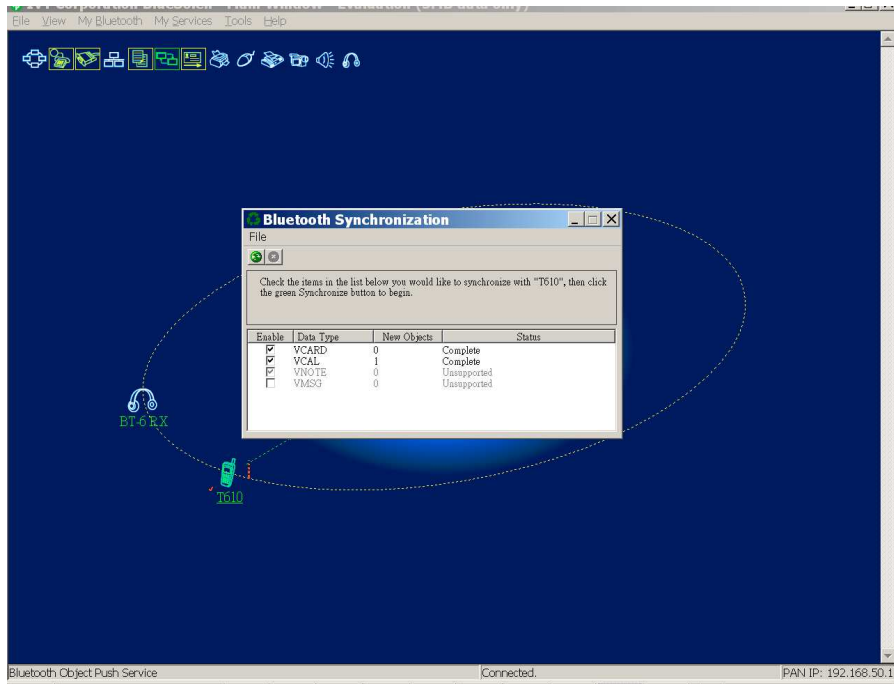 File View My Bluetooth My Services Tools Help
Bluetooth Synchronization
File
Check the items in the list below you would like to synchronize with "T610", then click
the green Synchronize button to begin.
Enable Data Type New Objects Status
VCARD 0 Complete
VCAL 1 Complete
VNOTE 0 Unsupported
VMSG 0 Unsupported
BT-6 RX
T610
Bluetooth Object Push Service Connected. PAN IP: 192.168.50.1